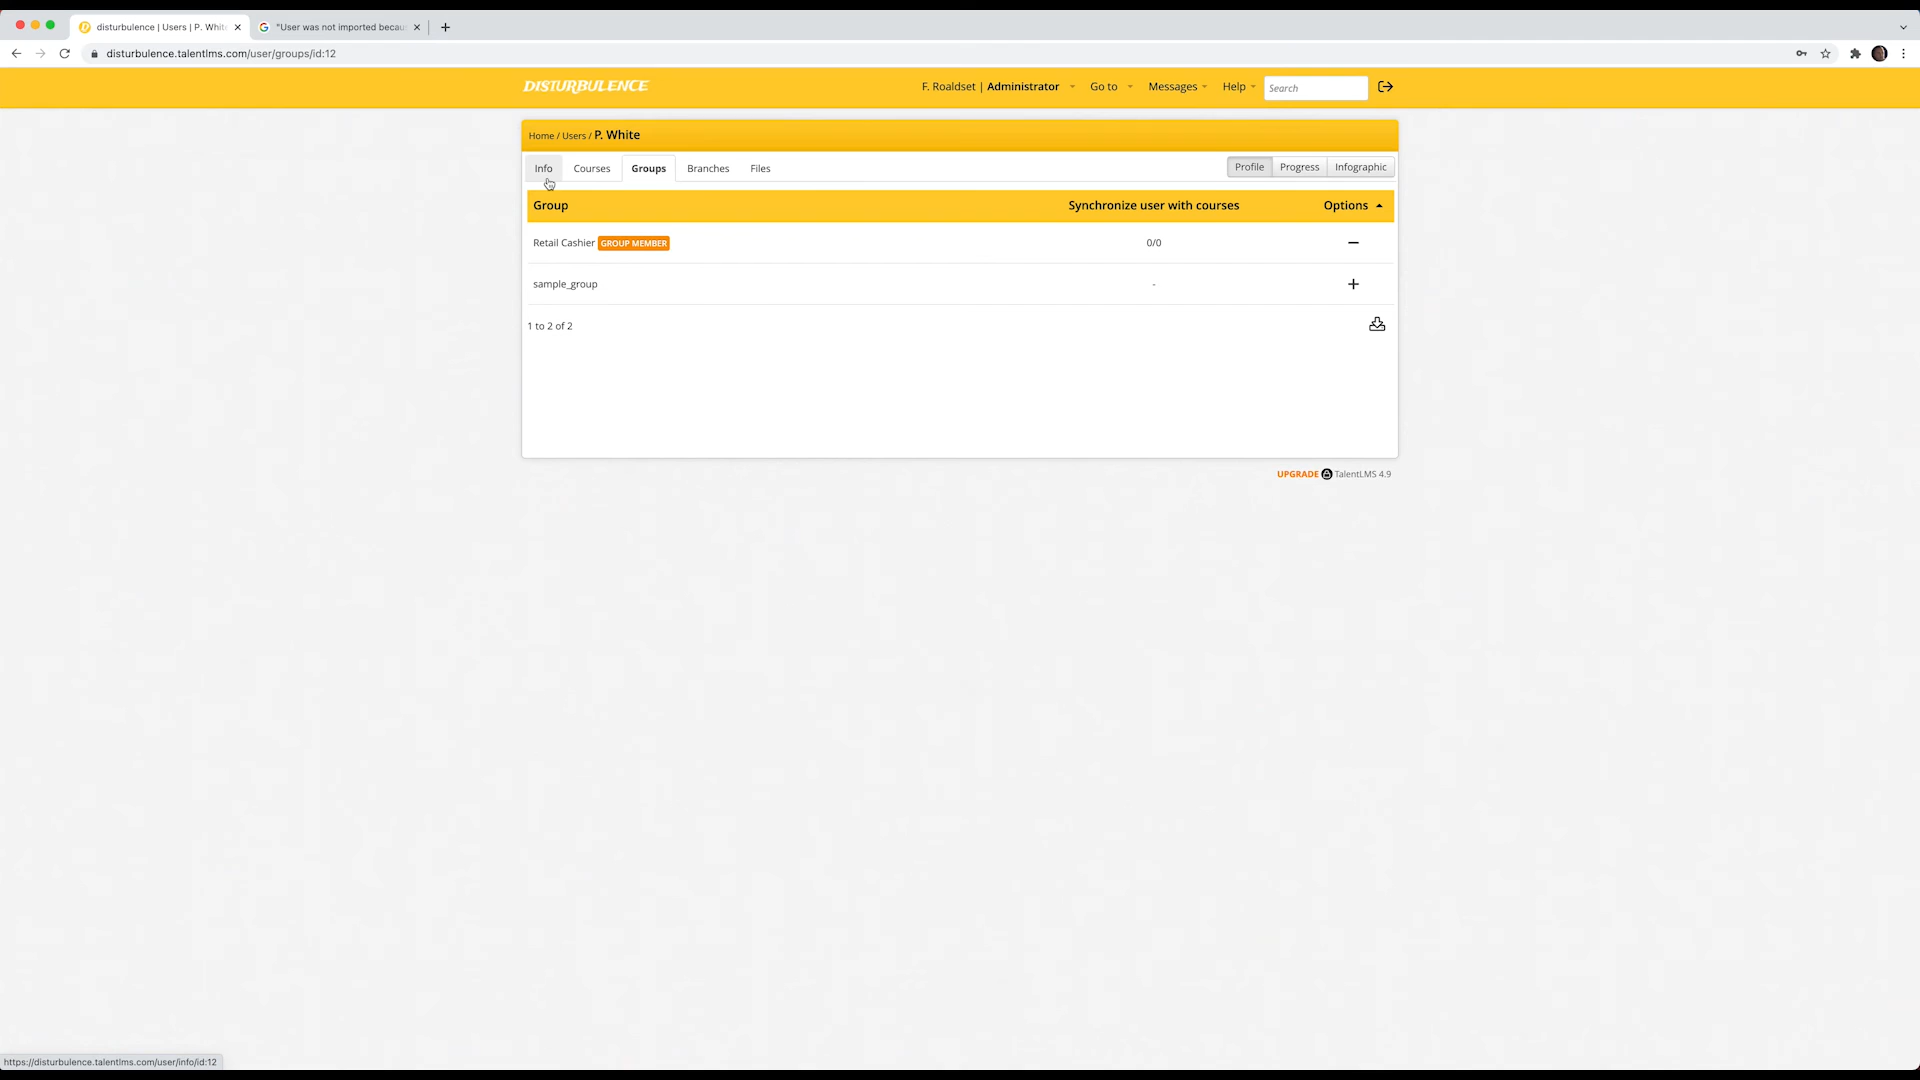 disturbulence | Users | P. Whit
"User was not imported becau
disturbulence.talentlms.com/user/groups/id:12
DISTURBULENCE
F. Roaldset | Administrator Go to Messages Help Search
Home / Users / P. White
Info Courses Groups Branches Files Profile Progress Infographic
Group Synchronize user with courses Options
Retail Cashier GROUP MEMBER 0/0
sample_group -
1 to 2 of 2
UPGRADE TalentLMS 4.9
https://disturbulence.talentlms.com/user/info/id:12